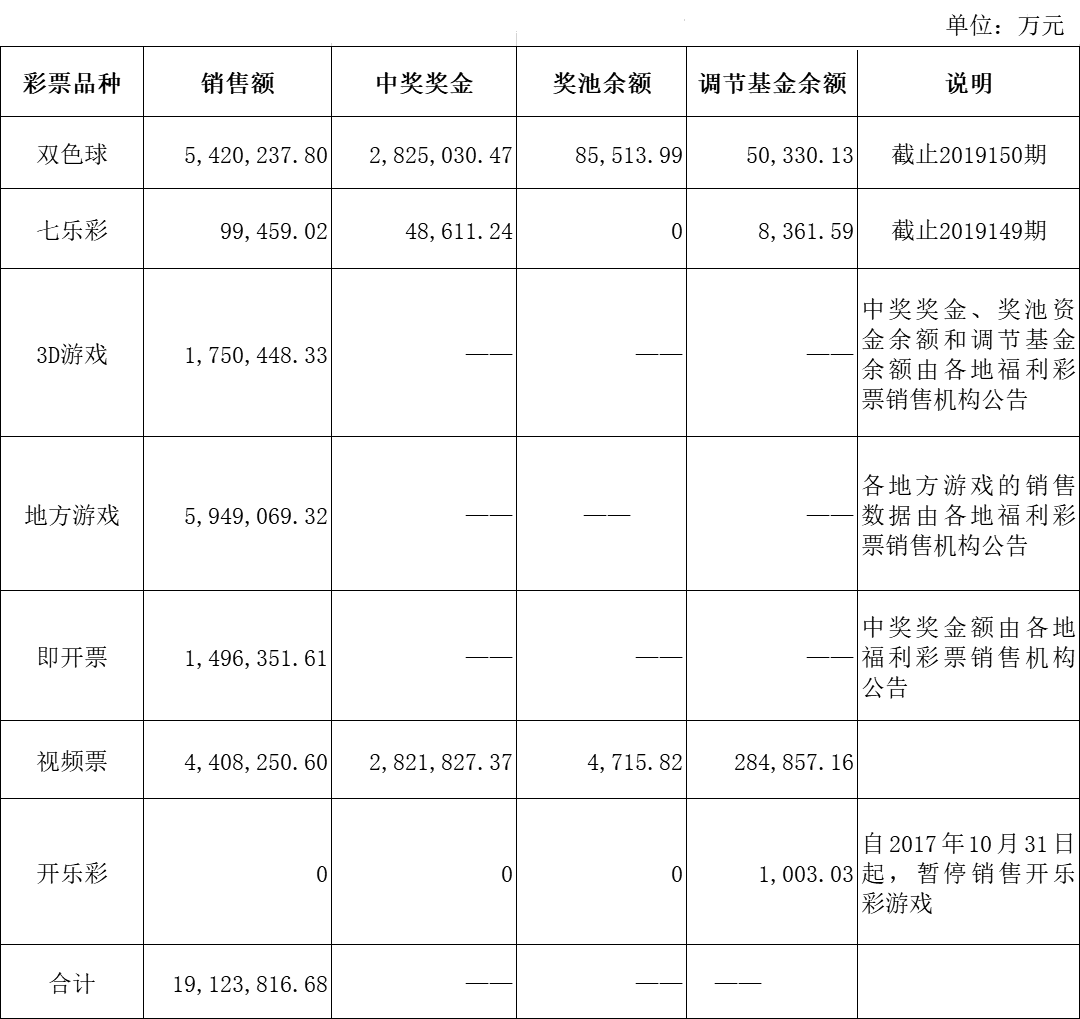 单位：万元
彩票品种 销售额 中奖奖金 奖池余额 调节基金余额 说明
双色球 5,420,237.80 2,825,030.47 85,513.99 50,330.13 截止2019150期
七乐彩 99,459.02 48,611.24 0 8,361.59 截止2019149期
3D游戏 1,750,448.33 —— —— —— 中奖奖金、奖池资
金余额和调节基金
余额由各地福利彩
票销售机构公告
地方游戏 5,949,069.32 —— —— —— 各地方游戏的销售
数据由各地福利彩
票销售机构公告
即开票 1,496,351.61 —— —— —— 中奖奖金额由各地
福利彩票销售机构
公告
视频票 4,408,250.60 2,821,827.37 4,715.82 284,857.16
开乐彩 0 0 0 1,003.03 自2017年10月31日
起，暂停销售开乐
彩游戏
合计 19,123,816.68 —— —— ——